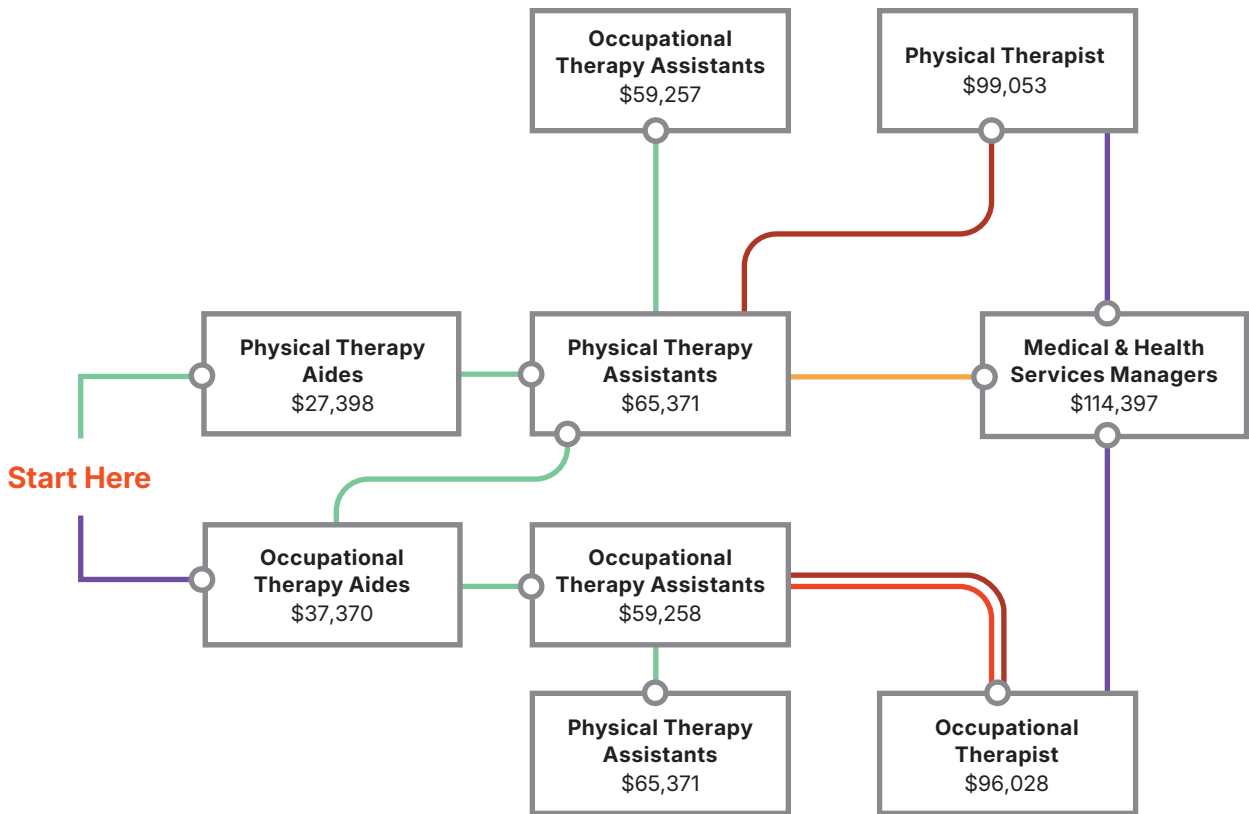 Occupational
Therapy Assistants
$59,257
Physical Therapist
$99,053
Physical Therapy
Aides
$27,398
Physical Therapy
Assistants
$65,371
Medical & Health
Services Managers
$114,397
Start Here
Occupational
Therapy Aides
$37,370
Occupational
Therapy Assistants
$59,258
Physical Therapy
Assistants
$65,371
Occupational
Therapist
$96,028